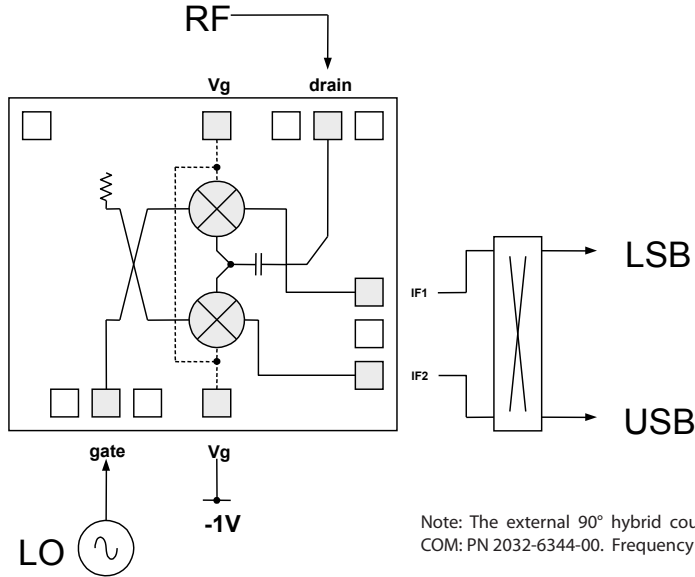 RF
Vg drain
LSB
IF1
IF2
USB
gate Vg
-1V
LO
Note: The external 90° hybrid cou
COM: PN 2032-6344-00. Frequency